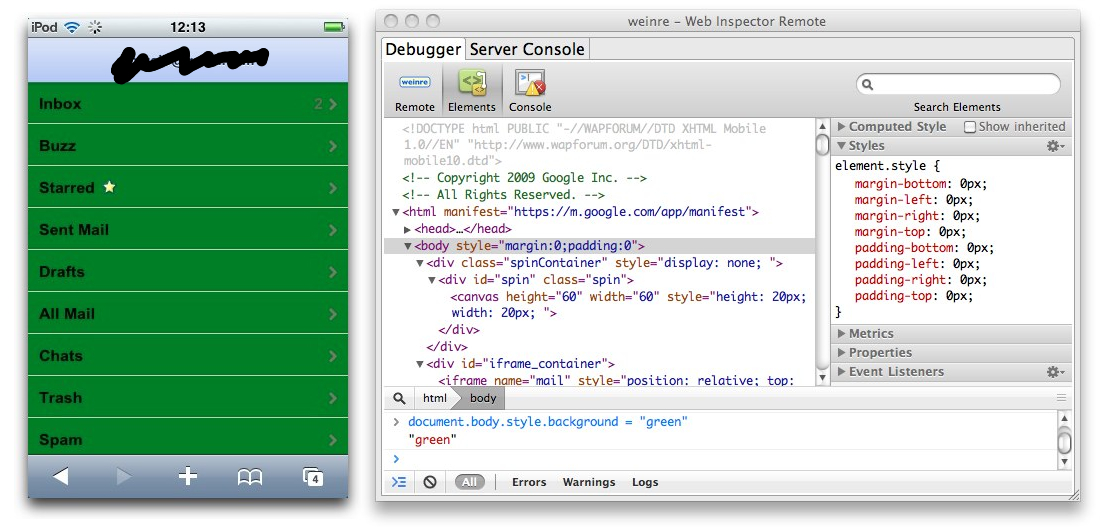 iPod 12:13
Inbox 2
Buzz
Starred
Sent Mail
Drafts
All Mail
Chats
Trash
Spam
4
weinre – Web Inspector Remote
Debugger Server Console
weinre
Remote Elements Console
Search Elements
<!DOCTYPE html PUBLIC "-//WAPFORUM//DTD XHTML Mobile
1.0//EN" "http://www.wapforum.org/DTD/xhtml-
mobile10.dtd">
<!-- Copyright 2009 Google Inc. -->
<!-- All Rights Reserved. -->
<html manifest="https://m.google.com/app/manifest">
<head>…</head>
<body style="margin:0;padding:0">
<div class="spinContainer" style="display: none; ">
<div id="spin" class="spin">
<canvas height="60" width="60" style="height: 20px;
width: 20px; ">
</div>
</div>
<div id="iframe_container">
<iframe name="mail" style="position: relative; top:
Computed Style Show inherited
Styles
element.style {
margin-bottom: 0px;
margin-left: 0px;
margin-right: 0px;
margin-top: 0px;
padding-bottom: 0px;
padding-left: 0px;
padding-right: 0px;
padding-top: 0px;
}
Metrics
Properties
Event Listeners
html body
> document.body.style.background = "green"
"green"
>
All Errors Warnings Logs